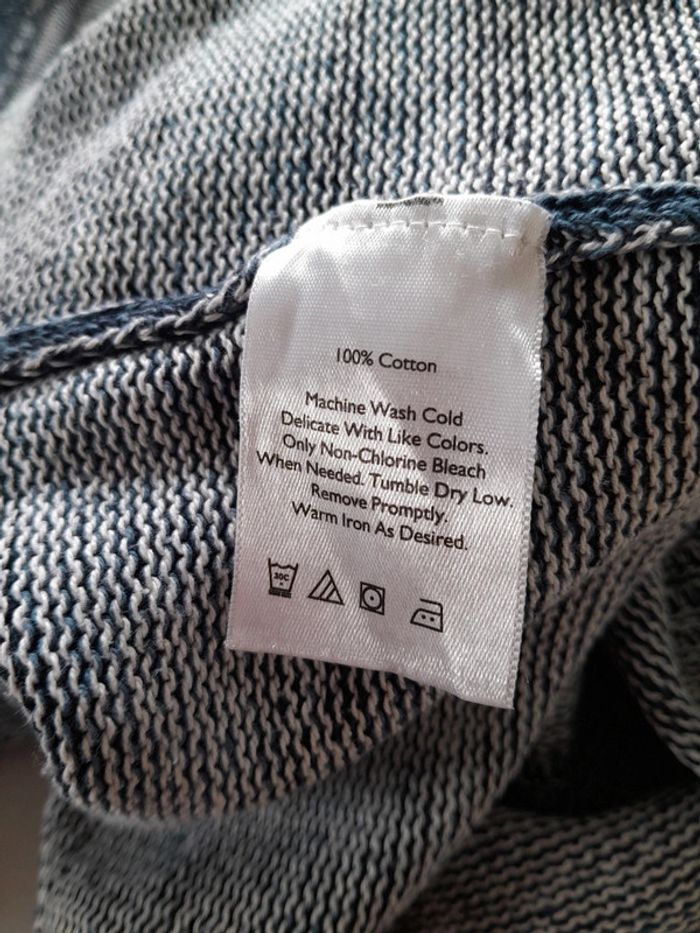 100% Cotton
Machine Wash Cold
Delicate With Like Colors.
Only Non-Chlorine Bleach
When Needed. Tumble Dry Low.
Remove Promptly.
Warm Iron As Desired.
30C